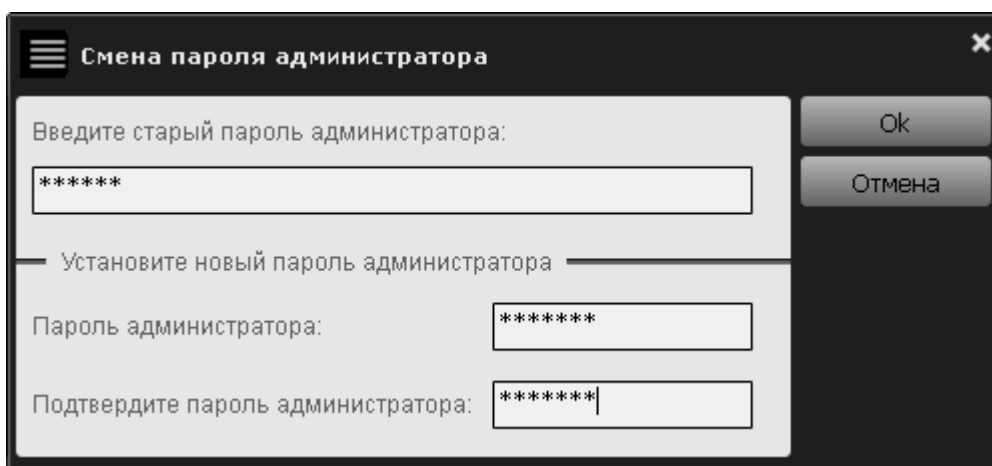 Смена пароля администратора
Введите старый пароль администратора:
******
Ok
Отмена
Установите новый пароль администратора
Пароль администратора:
*******
Подтвердите пароль администратора:
*******